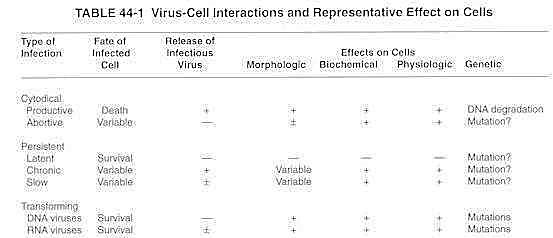 TABLE 44-1 Virus-Cell Interactions and Representative Effect on Cells
Type of Infection Fate of Infected Cell Release of Infectious Virus Effects on Cells
Morphologic Biochemical Physiologic Genetic
Cytodical
Productive Death + + + + DNA degradation
Abortive Variable — ± + + Mutation?
Persistent
Latent Survival — — — — Mutation?
Chronic Variable + Variable + + Mutation?
Slow Variable ± Variable + + Mutation?
Transforming
DNA viruses Survival — + + + Mutations
RNA viruses Survival ± + + + Mutations